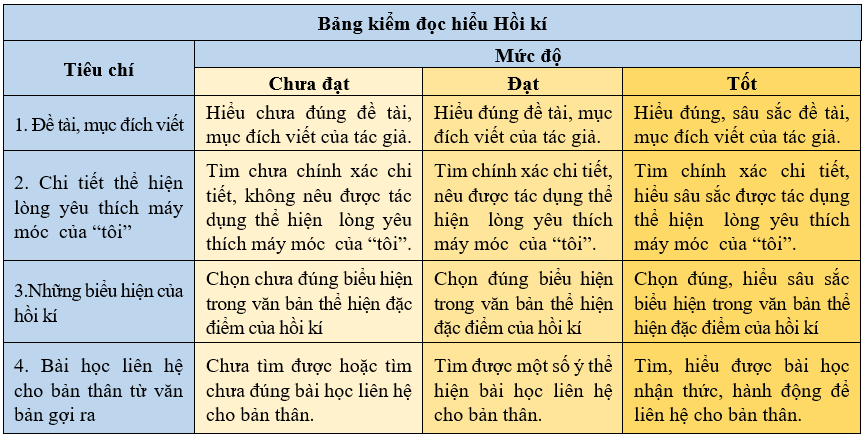 Bảng kiểm đọc hiểu Hồi kí
Tiêu chí
Mức độ
Chưa đạt
Đạt
Tốt
1. Đề tài, mục đích viết
Hiểu chưa đúng đề tài,
mục đích viết của tác giả.
Hiểu đúng đề tài, mục
đích viết của tác giả.
Hiểu đúng, sâu sắc đề tài,
mục đích viết của tác giả.
2. Chi tiết thể hiện
lòng yêu thích máy
móc của “tôi”
Tìm chưa chính xác chi
tiết, không nêu được tác
dụng thể hiện lòng yêu
thích máy móc của “tôi”.
Tìm chính xác chi tiết,
nêu được tác dụng thể
hiện lòng yêu thích
máy móc của “tôi”.
Tìm chính xác chi tiết,
hiểu sâu sắc được tác dụng
thể hiện lòng yêu thích
máy móc của “tôi”.
3.Những biểu hiện của
hồi kí
Chọn chưa đúng biểu hiện
trong văn bản thể hiện đặc
điểm của hồi kí
Chọn đúng biểu hiện
trong văn bản thể hiện
đặc điểm của hồi kí
Chọn đúng, hiểu sâu sắc
biểu hiện trong văn bản thể
hiện đặc điểm của hồi kí
4. Bài học liên hệ
cho bản thân từ văn
bản gợi ra
Chưa tìm được hoặc tìm
chưa đúng bài học liên hệ
cho bản thân.
Tìm được một số ý thể
hiện bài học liên hệ
cho bản thân.
Tìm, hiểu được bài học
nhận thức, hành động để
liên hệ cho bản thân.